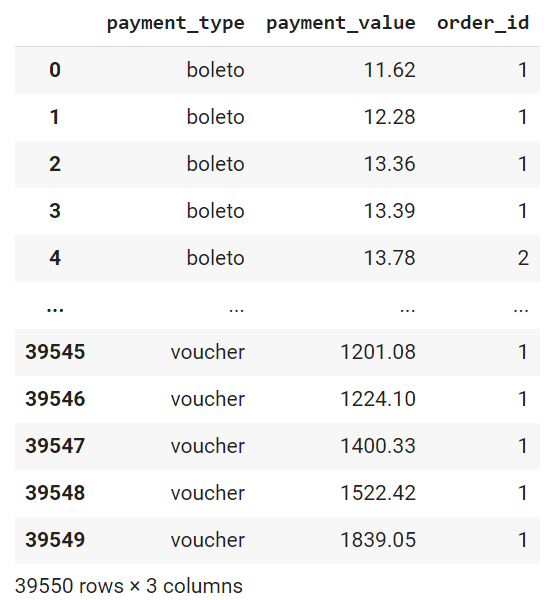 payment_type payment_value order_id
0 boleto 11.62 1
1 boleto 12.28 1
2 boleto 13.36 1
3 boleto 13.39 1
4 boleto 13.78 2
... ... ... ...
39545 voucher 1201.08 1
39546 voucher 1224.10 1
39547 voucher 1400.33 1
39548 voucher 1522.42 1
39549 voucher 1839.05 1
39550 rows × 3 columns